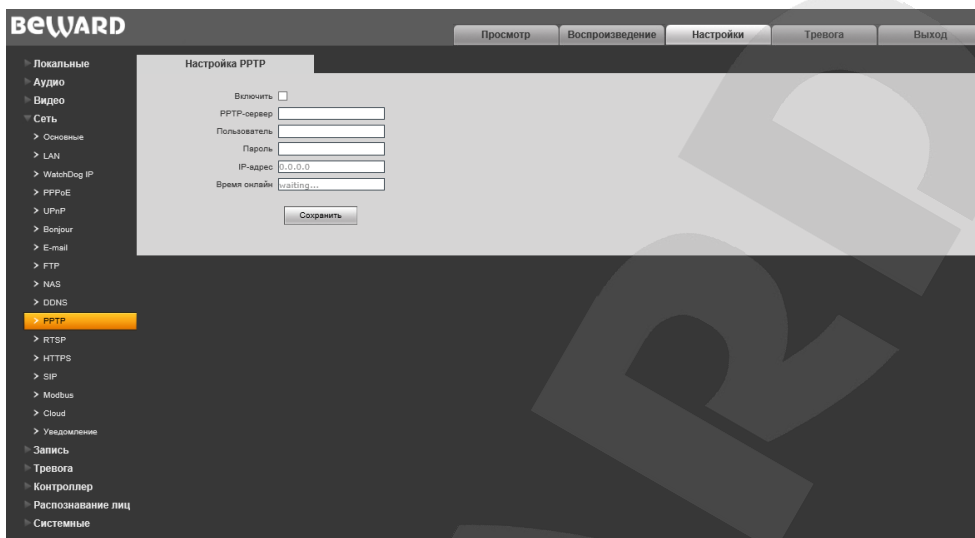 BEWARD
Просмотр
Воспроизведение
Настройки
Тревога
Выход
Локальные
Аудио
Видео
Сеть
Основные
LAN
WatchDog IP
PPPoE
UPnP
Bonjour
E-mail
FTP
NAS
DDNS
PPTP
RTSP
HTTPS
SIP
Modbus
Cloud
Уведомление
Запись
Тревога
Контроллер
Распознавание лиц
Системные
Настройка PPTP
Включить
PPTP-сервер
Пользователь
Пароль
IP-адрес 0.0.0.0
Время онлайн waiting...
Сохранить